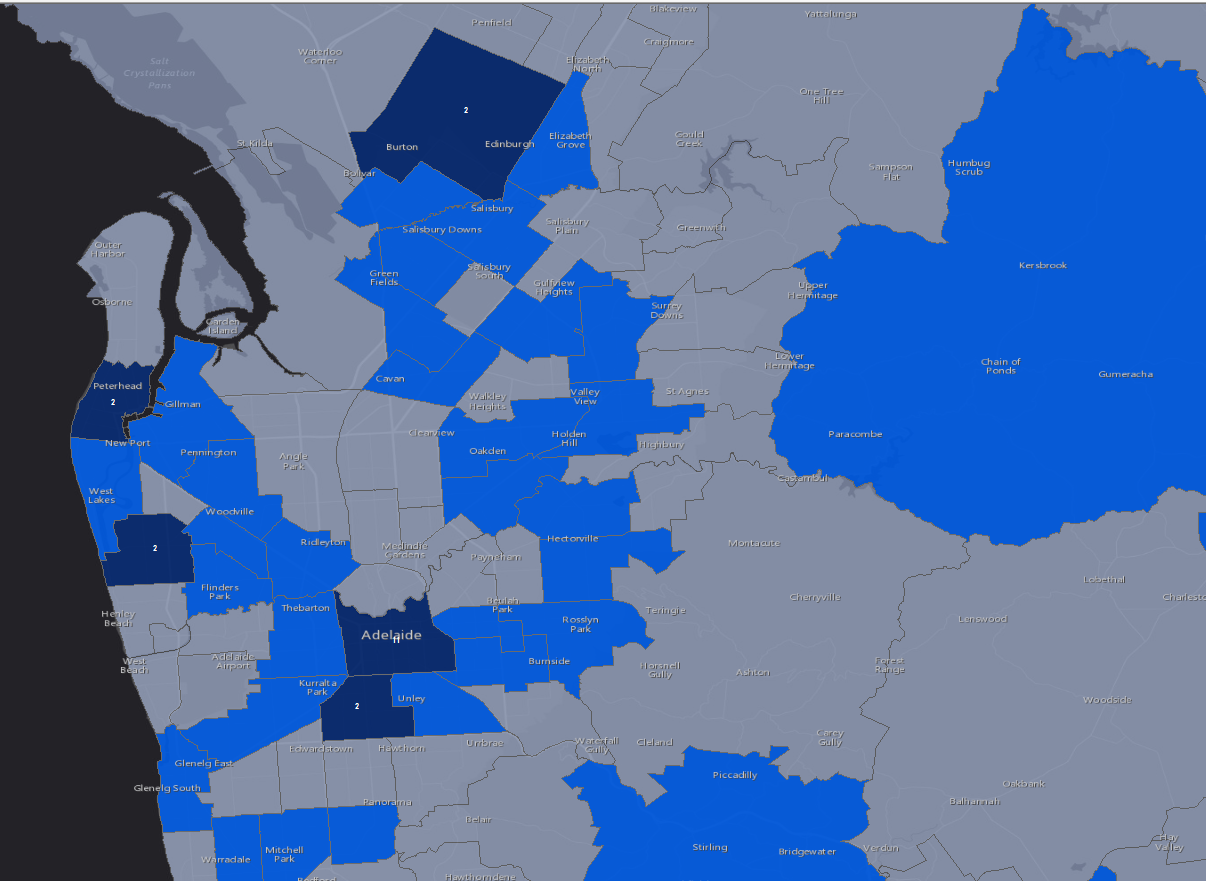 Penfield
Blakeview
Yattalunga
Craigmore
Waterloo
Corner
Elizabeth
North
Salt
Crystallization
Pans
One Tree
Hill
2
St Kilda
Burton
Edinburgh
Elizabeth
Grove
Gould
Creek
Bolivar
Sampson
Flat
Humbug
Scrub
Salisbury
Salisbury Downs
Salisbury
Plain
Greenwith
Outer
Harbor
Green
Fields
Salisbury
South
Gulfview
Heights
Kersbrook
Upper
Hermitage
Osborne
Surrey
Downs
Garden
Island
Lower
Hermitage
Chain of
Ponds
Gumeracha
Peterhead
2
Cavan
Gillman
Walkley
Heights
Valley
View
St Agnes
New Port
Clearview
Holden
Hill
Highbury
Paracombe
Pennington
Angle
Park
Oakden
Castambul
West
Lakes
Woodville
2
Ridleyton
Medindie
Gardens
Hectorville
Payneham
Montacute
Lobethal
Flinders
Park
Henley
Beach
Thebarton
Beulah
Park
Rosslyn
Park
Teringie
Cherryville
Charlesto
Lenswood
Adelaide
11
West
Beach
Adelaide
Airport
Burnside
Horsnell
Gully
Ashton
Forest
Range
Kurralta
Park
2
Unley
Woodside
Edwardstown
Hawthorn
Urrbrae
Waterfall
Gully
Cleland
Carey
Gully
Glenelg East
Glenelg South
Piccadilly
Oakbank
Balhannah
Panorama
Belair
Hay
Valley
Warradale
Mitchell
Park
Stirling
Bridgewater
Verdun
Bedford
Hawthorndene